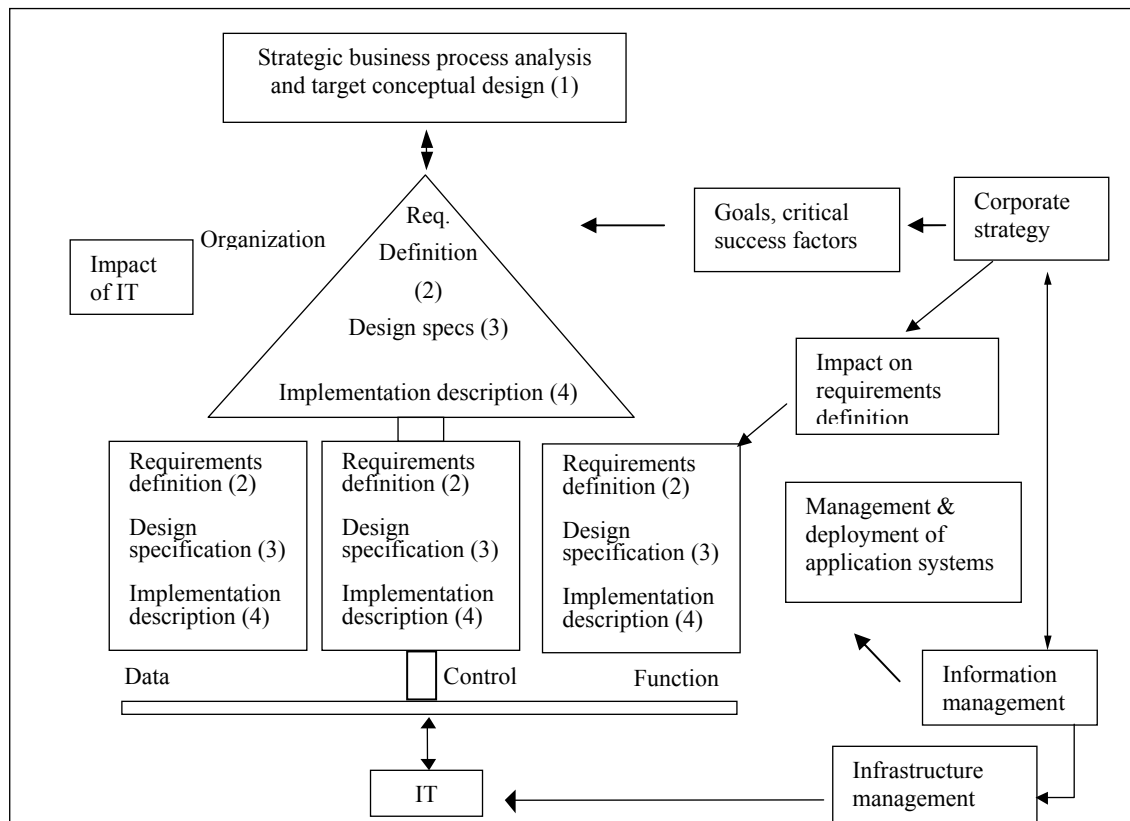 Strategic business process analysis
and target conceptual design (1)
Req.
Definition
(2)
Design specs (3)
Implementation description (4)
Organization
Impact
of IT
Goals, critical
success factors
Corporate
strategy
Impact on
requirements
definition
Requirements
definition (2)
Design
specification (3)
Implementation
description (4)
Requirements
definition (2)
Design
specification (3)
Implementation
description (4)
Requirements
definition (2)
Design
specification (3)
Implementation
description (4)
Management &
deployment of
application systems
Data
Control
Function
Information
management
Infrastructure
management
IT